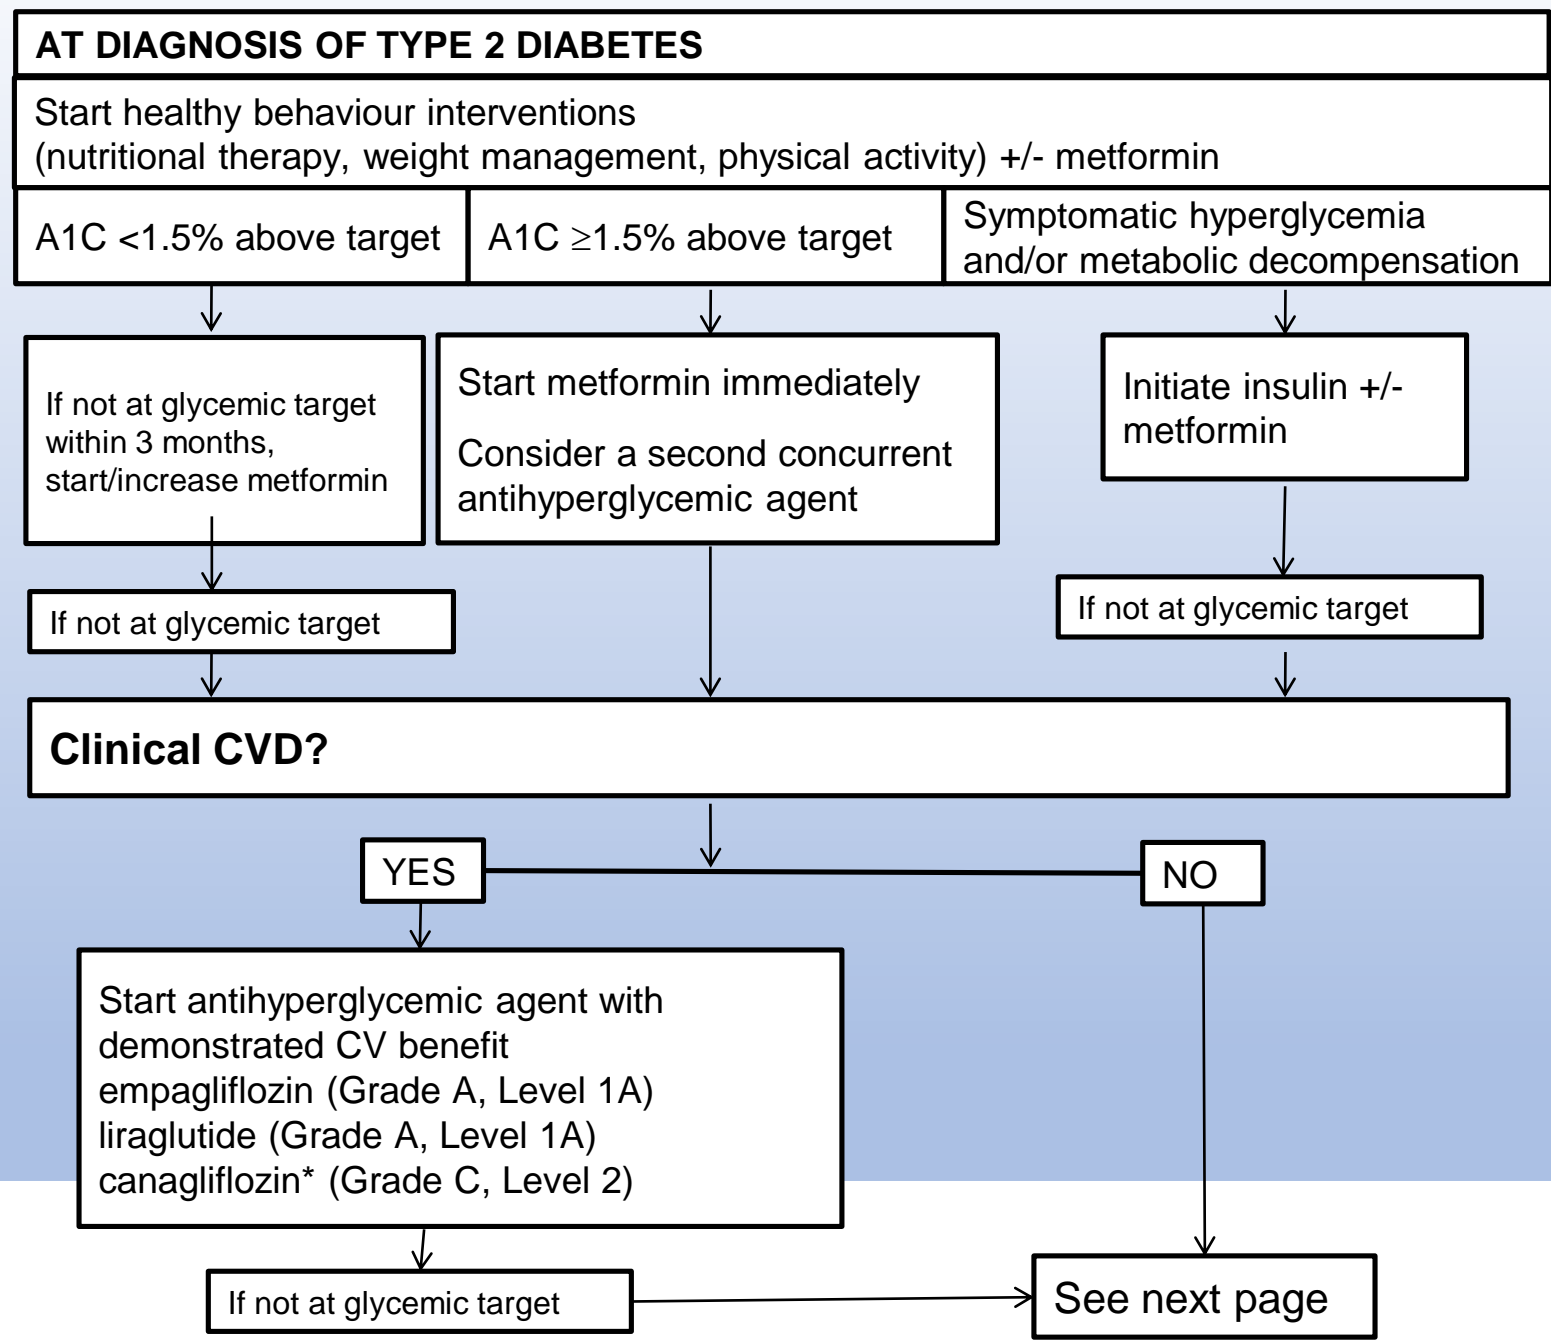 AT DIAGNOSIS OF TYPE 2 DIABETES
Start healthy behaviour interventions
(nutritional therapy, weight management, physical activity) +/- metformin
A1C <1.5% above target
A1C ≥1.5% above target
Symptomatic hyperglycemia
and/or metabolic decompensation
If not at glycemic target
within 3 months,
start/increase metformin
Start metformin immediately
Consider a second concurrent
antihyperglycemic agent
Initiate insulin +/-
metformin
If not at glycemic target
If not at glycemic target
Clinical CVD?
YES
NO
Start antihyperglycemic agent with
demonstrated CV benefit
empagliflozin (Grade A, Level 1A)
liraglutide (Grade A, Level 1A)
canagliflozin* (Grade C, Level 2)
If not at glycemic target
See next page